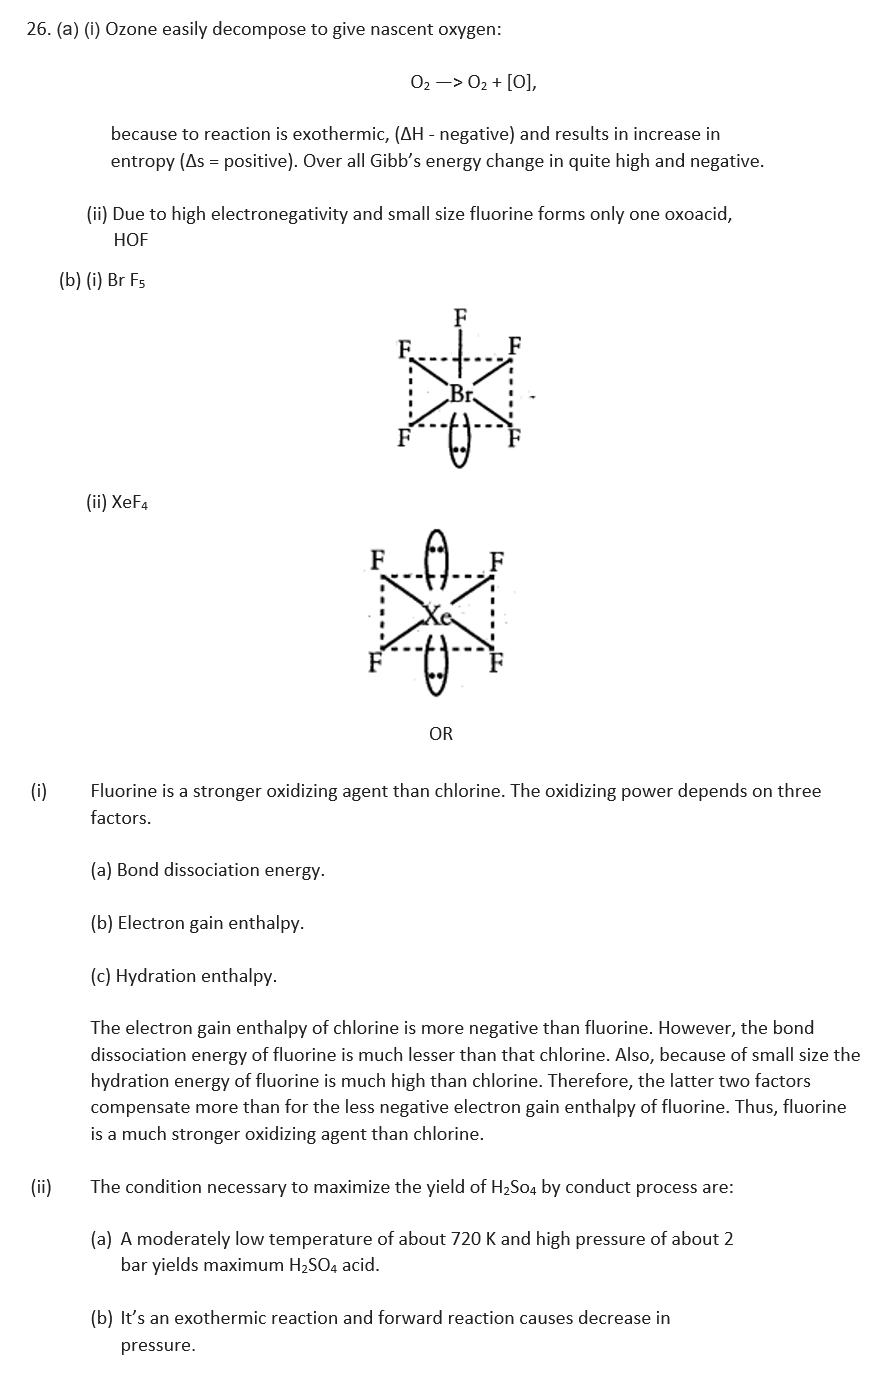 26. (a) (i) Ozone easily decompose to give nascent oxygen:
O₂ —> O₂ + [O],
because to reaction is exothermic, (ΔH - negative) and results in increase in
entropy (Δs = positive). Over all Gibb’s energy change in quite high and negative.
(ii) Due to high electronegativity and small size fluorine forms only one oxoacid,
HOF
(b) (i) Br F₅
F
F F
Br
F F
(ii) XeF₄
F F
Xe
F F
OR
(i) Fluorine is a stronger oxidizing agent than chlorine. The oxidizing power depends on three
factors.
(a) Bond dissociation energy.
(b) Electron gain enthalpy.
(c) Hydration enthalpy.
The electron gain enthalpy of chlorine is more negative than fluorine. However, the bond
dissociation energy of fluorine is much lesser than that chlorine. Also, because of small size the
hydration energy of fluorine is much high than chlorine. Therefore, the latter two factors
compensate more than for the less negative electron gain enthalpy of fluorine. Thus, fluorine
is a much stronger oxidizing agent than chlorine.
(ii) The condition necessary to maximize the yield of H₂So₄ by conduct process are:
(a) A moderately low temperature of about 720 K and high pressure of about 2
bar yields maximum H₂SO₄ acid.
(b) It’s an exothermic reaction and forward reaction causes decrease in
pressure.